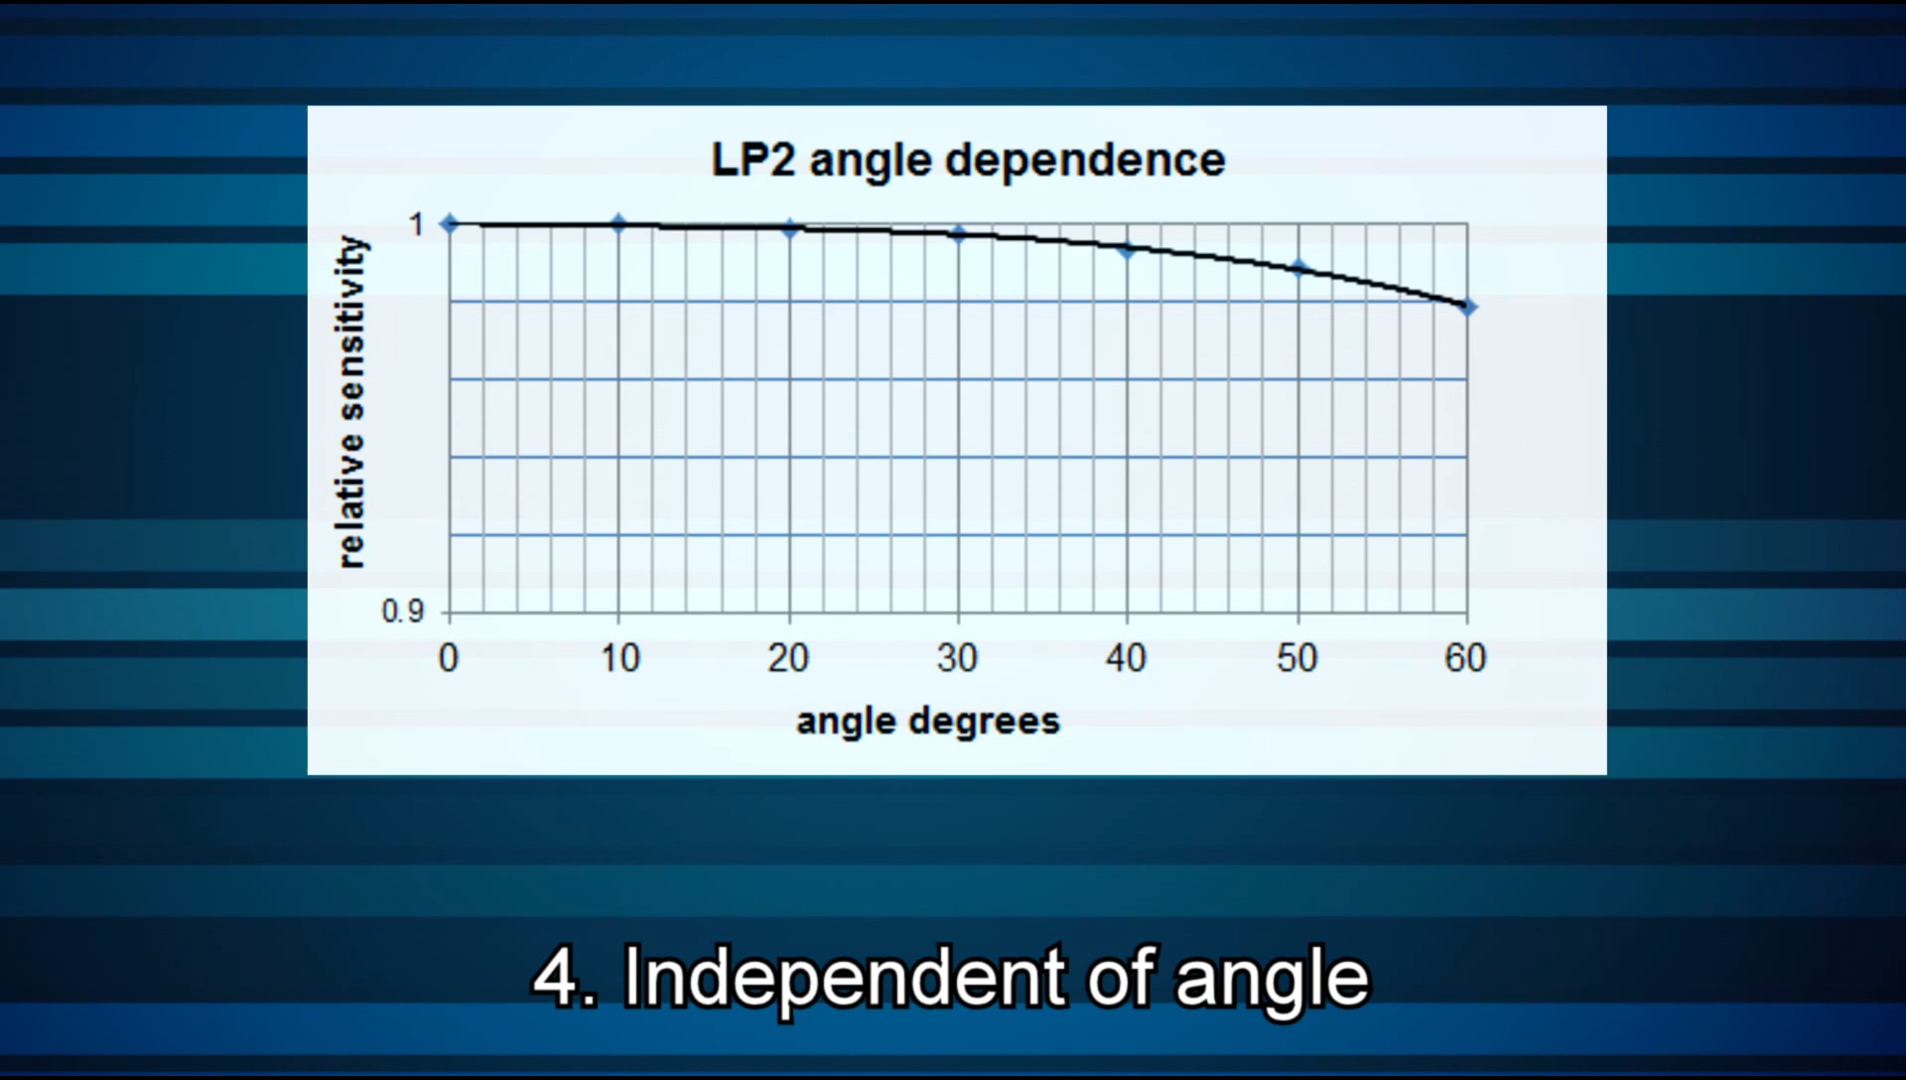 LP2 angle dependence
1
relative sensitivity
0.9
0 10 20 30 40 50 60
angle degrees
4. Independent of angle